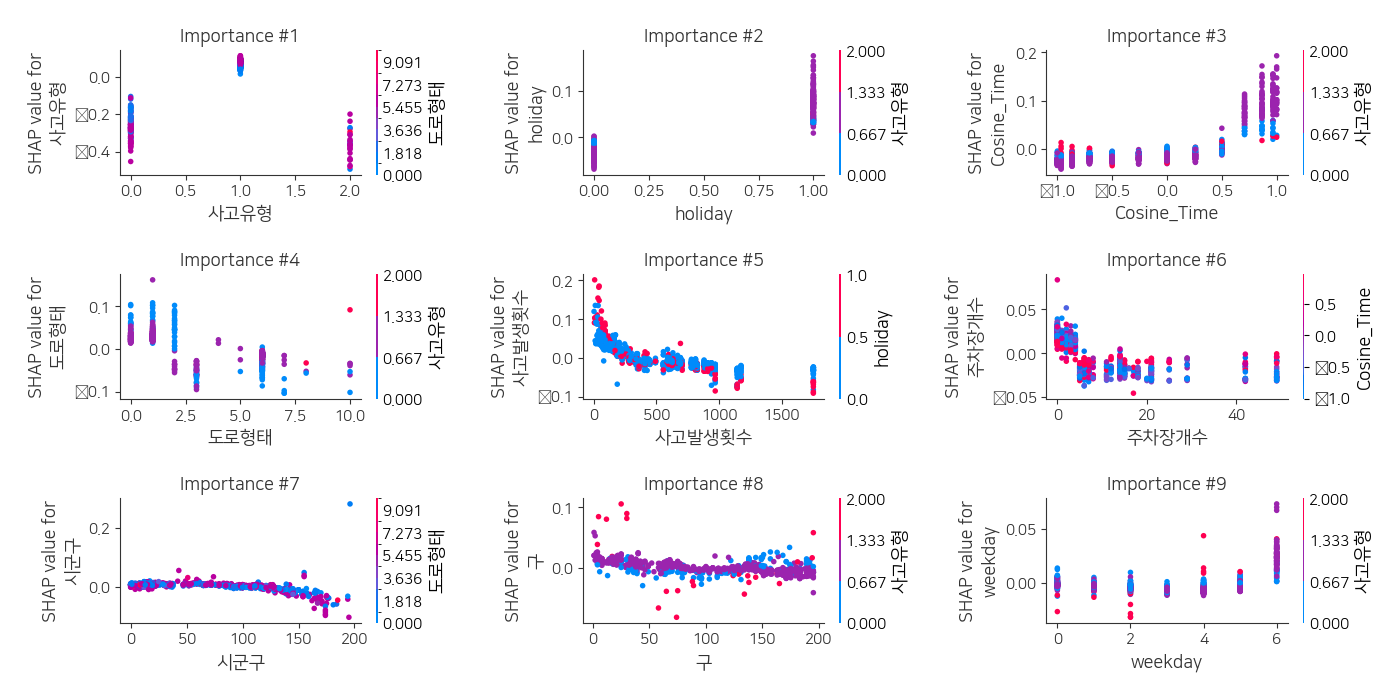 Importance #1
SHAP value for
사고유형
0.0
0.2
0.4
0.0
0.5
1.0
1.5
2.0
사고유형
9.091
7.273
5.455
3.636
1.818
0.000
도로형태
Importance #2
SHAP value for
holiday
0.1
0.0
0.00
0.25
0.50
0.75
1.00
holiday
2.000
1.333
0.667
0.000
사고유형
Importance #3
SHAP value for
Cosine_Time
0.2
0.1
0.0
1.0
0.5
0.0
0.5
1.0
Cosine_Time
2.000
1.333
0.667
0.000
사고유형
Importance #4
SHAP value for
도로형태
0.1
0.0
0.1
0.0
2.5
5.0
7.5
10.0
도로형태
2.000
1.333
0.667
0.000
사고유형
Importance #5
SHAP value for
사고발생횟수
0.2
0.1
0.0
0.1
0
500
1000
1500
사고발생횟수
1.0
0.5
0.0
holiday
Importance #6
SHAP value for
주차장개수
0.05
0.00
0.05
0
20
40
주차장개수
0.5
0.0
0.5
1.0
Cosine_Time
Importance #7
SHAP value for
시군구
0.2
0.0
0
50
100
150
200
시군구
9.091
7.273
5.455
3.636
1.818
0.000
도로형태
Importance #8
SHAP value for
구
0.1
0.0
0
50
100
150
200
구
2.000
1.333
0.667
0.000
사고유형
Importance #9
SHAP value for
weekday
0.05
0.00
0
2
4
6
weekday
2.000
1.333
0.667
0.000
사고유형